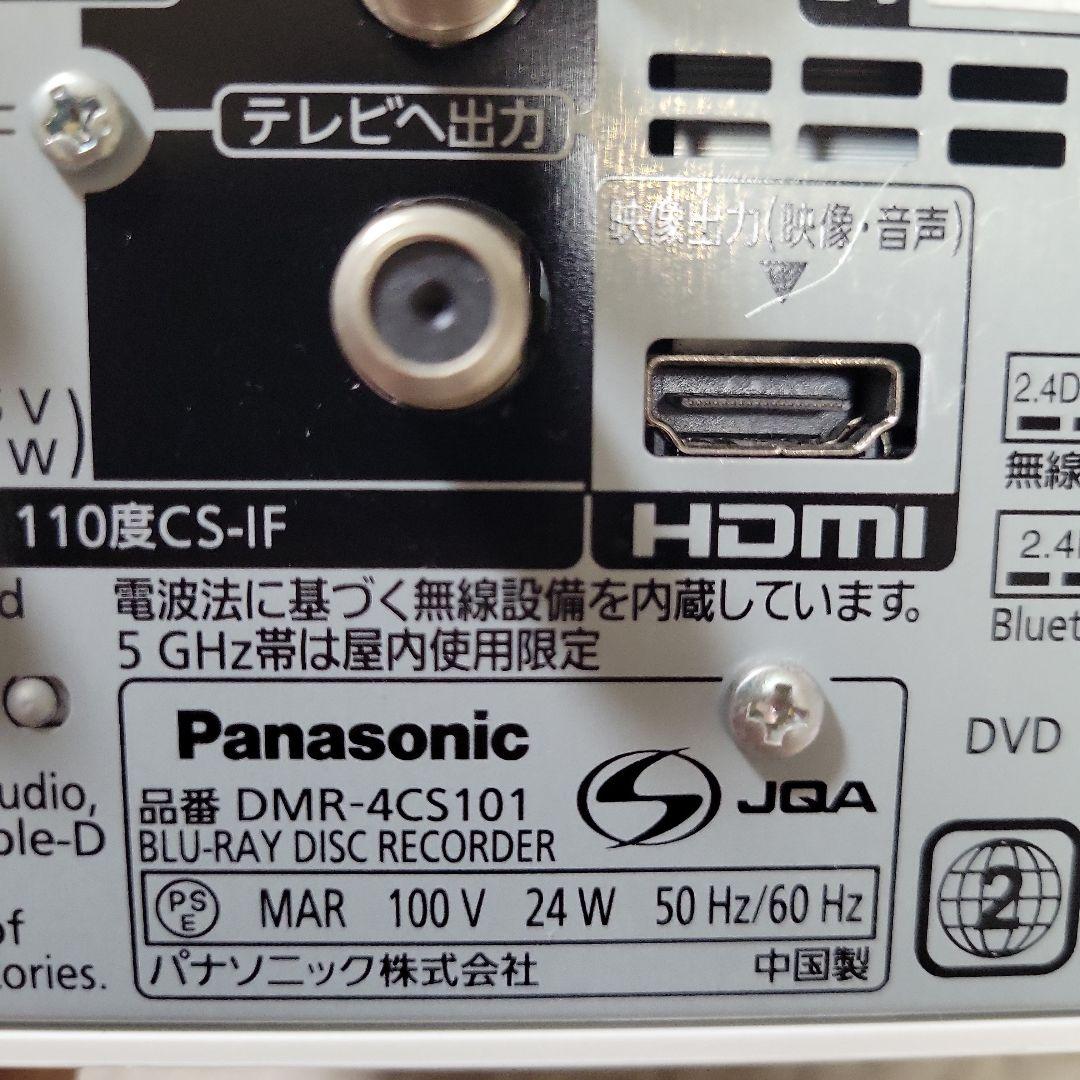 テレビへ出力
映像出力(映像・音声)
V
W)
2.4D
無線
110度CS-IF
HDMI
2.4
Bluet
d
電波法に基づく無線設備を内蔵しています。
5 GHz帯は屋内使用限定
Panasonic
DVD
udio,
品番 DMR-4CS101
JQA
ble-D
BLU-RAY DISC RECORDER
2
PS
E
MAR 100 V 24 W 50 Hz/60 Hz
of
tories.
パナソニック株式会社
中国製